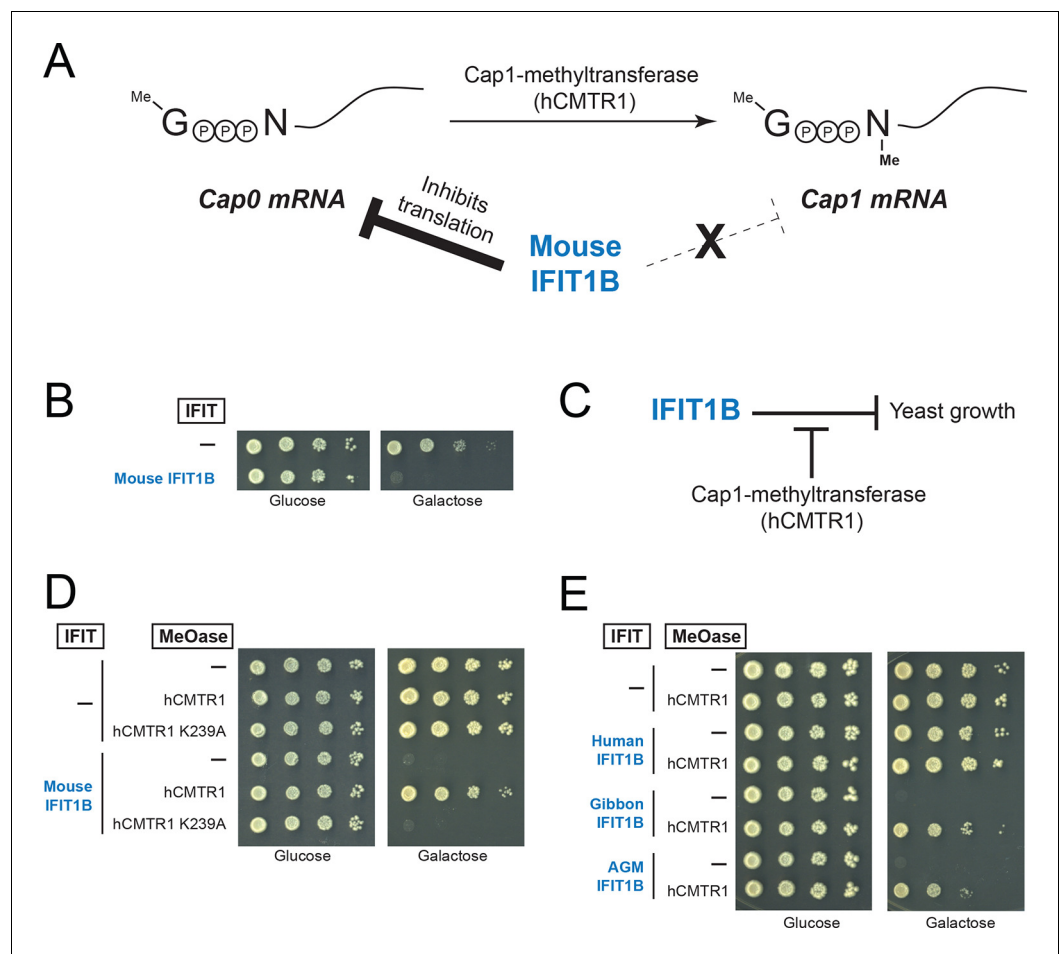 A
Cap1-methyltransferase
(hCMTR1)
Me
G P P P N
Me
G P P P N
Me
Cap0 mRNA
Inhibits
translation
X
Cap1 mRNA
Mouse
IFIT1B
B
IFIT
–
Mouse IFIT1B
Glucose
Galactose
C
IFIT1B
Yeast growth
Cap1-methyltransferase
(hCMTR1)
D
IFIT
MeOase
–
–
hCMTR1
hCMTR1 K239A
Mouse
IFIT1B
–
hCMTR1
hCMTR1 K239A
Glucose
Galactose
E
IFIT
MeOase
–
–
hCMTR1
Human
IFIT1B
–
hCMTR1
Gibbon
IFIT1B
–
hCMTR1
AGM
IFIT1B
–
hCMTR1
Glucose
Galactose